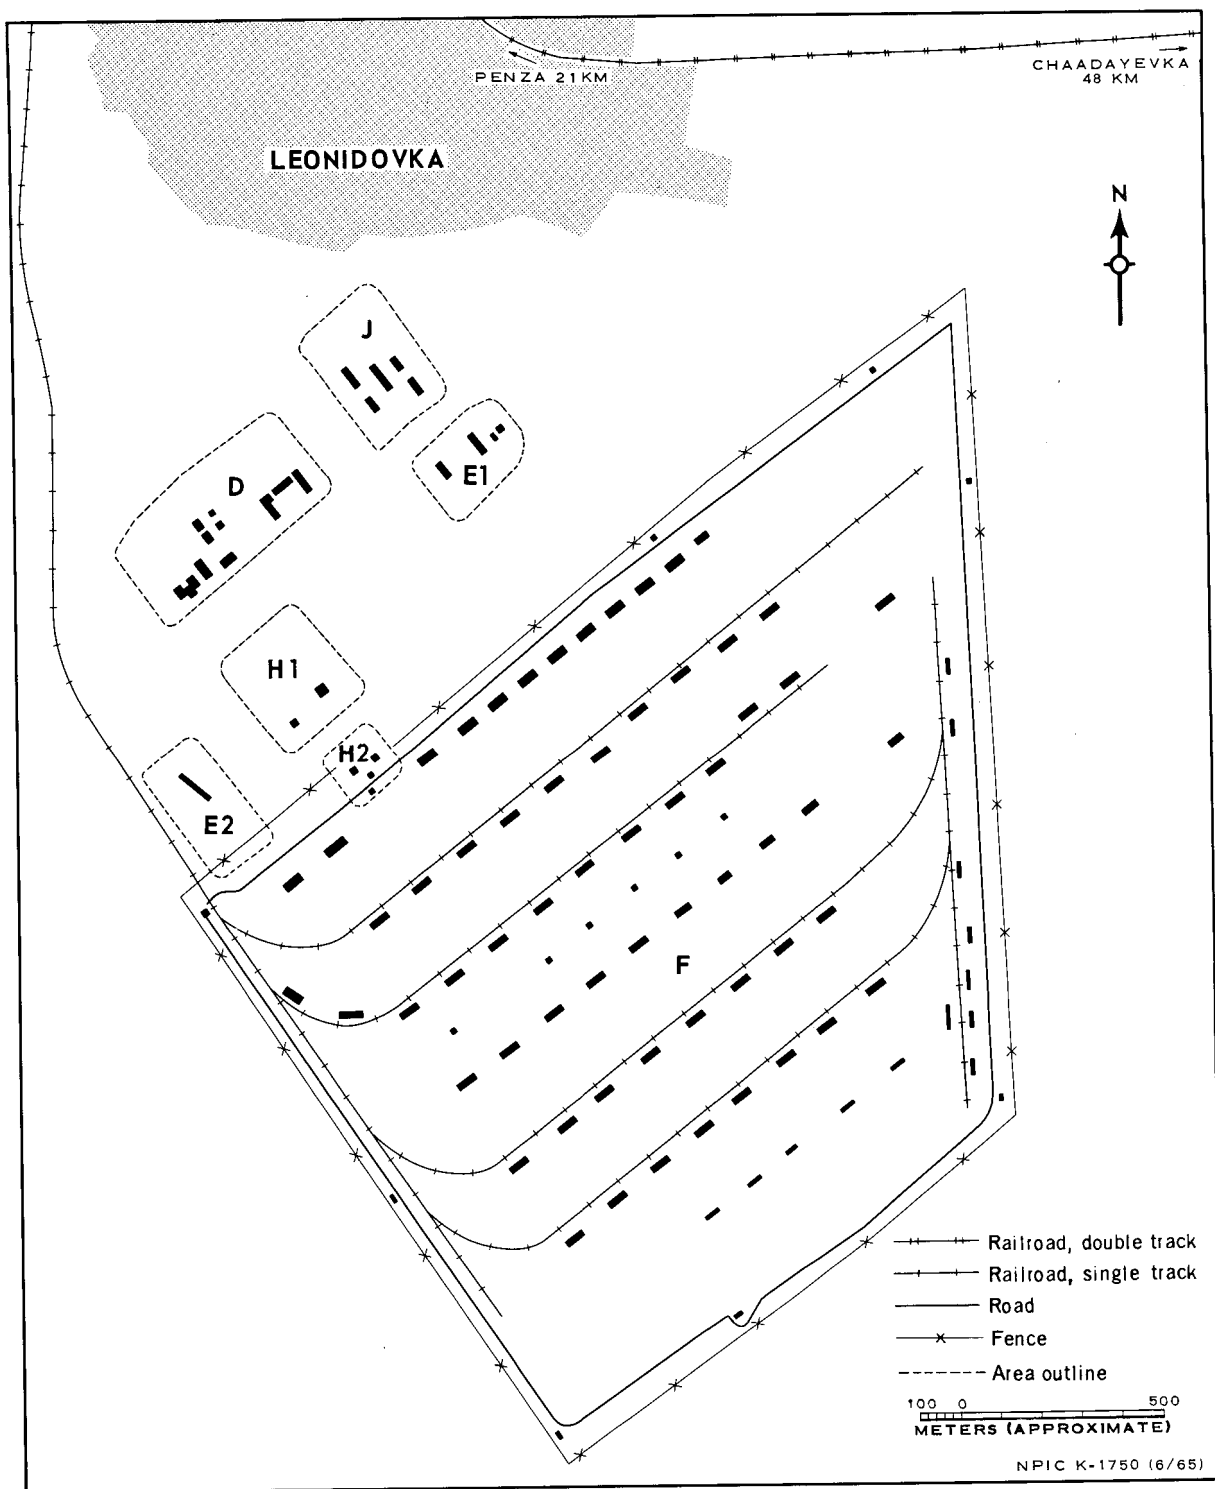 PENZA 21KM
CHAADAYEVKA
48 KM
LEONIDOVKA
N
J
E1
D
H1
H2
E2
F
Railroad, double track
Railroad, single track
Road
Fence
Area outline
100 0 500
METERS (APPROXIMATE)
NPIC K-1750 (6/65)